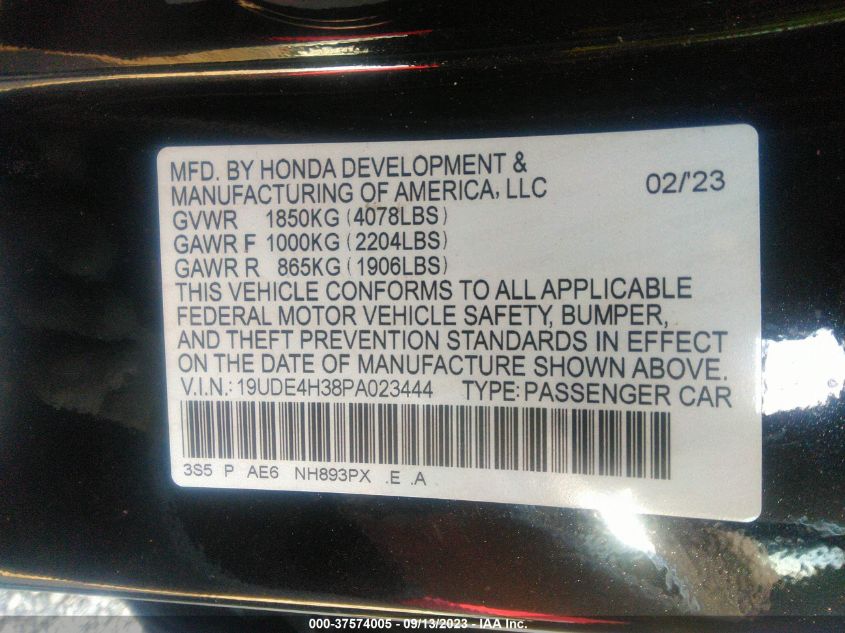 MFD. BY HONDA DEVELOPMENT &
MANUFACTURING OF AMERICA, LLC 02/'23
GVWR 1850KG (4078LBS)
GAWR F 1000KG (2204LBS)
GAWR R 865KG (1906LBS)
THIS VEHICLE CONFORMS TO ALL APPLICABLE
FEDERAL MOTOR VEHICLE SAFETY, BUMPER,
AND THEFT PREVENTION STANDARDS IN EFFECT
ON THE DATE OF MANUFACTURE SHOWN ABOVE.
V.I.N.: 19UDE4H38PA023444 TYPE: PASSENGER CAR
3S5 P AE6 NH893PX .E .A
000-37574005 - 09/13/2023 - IAA Inc.